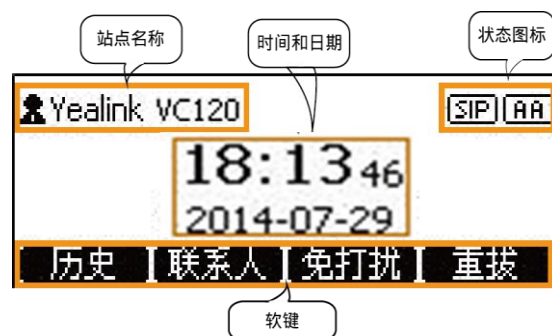 站点名称 时间和日期 状态图标
Yealink VC120 SIP AA
18:13 46
2014-07-29
历史 联系人 免打扰 重拔
软键